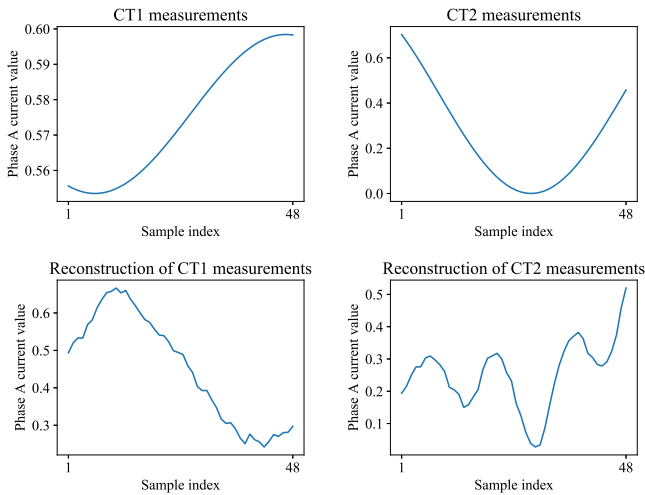 CT1 measurements
Phase A current value
0.60
0.59
0.58
0.57
0.56
1
48
Sample index
CT2 measurements
Phase A current value
0.6
0.4
0.2
0.0
1
48
Sample index
Reconstruction of CT1 measurements
Phase A current value
0.6
0.5
0.4
0.3
1
48
Sample index
Reconstruction of CT2 measurements
Phase A current value
0.5
0.4
0.3
0.2
0.1
1
48
Sample index